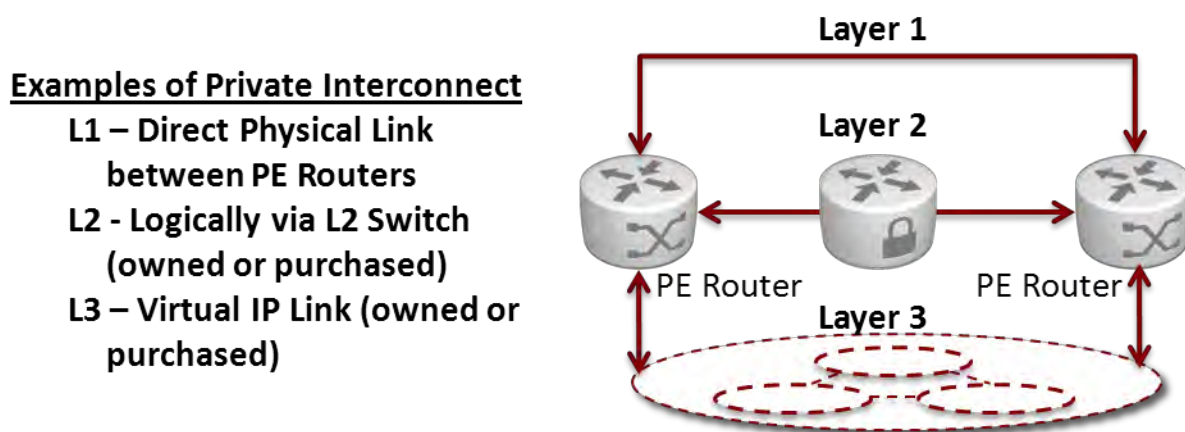 Examples of Private Interconnect
L1 – Direct Physical Link
between PE Routers
L2 - Logically via L2 Switch
(owned or purchased)
L3 – Virtual IP Link (owned or
purchased)
Layer 1
Layer 2
PE Router
PE Router
Layer 3